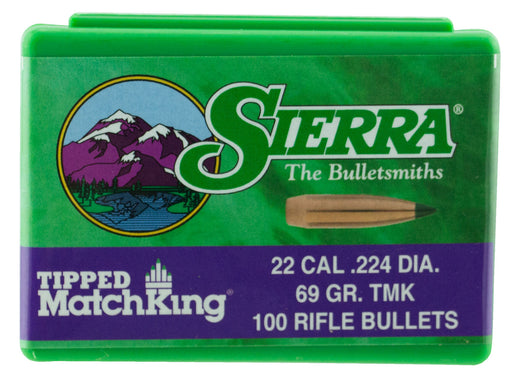 SIERRA®
The Bulletsmiths
TIPPED
MatchKing®
22 CAL .224 DIA.
69 GR. TMK
100 RIFLE BULLETS